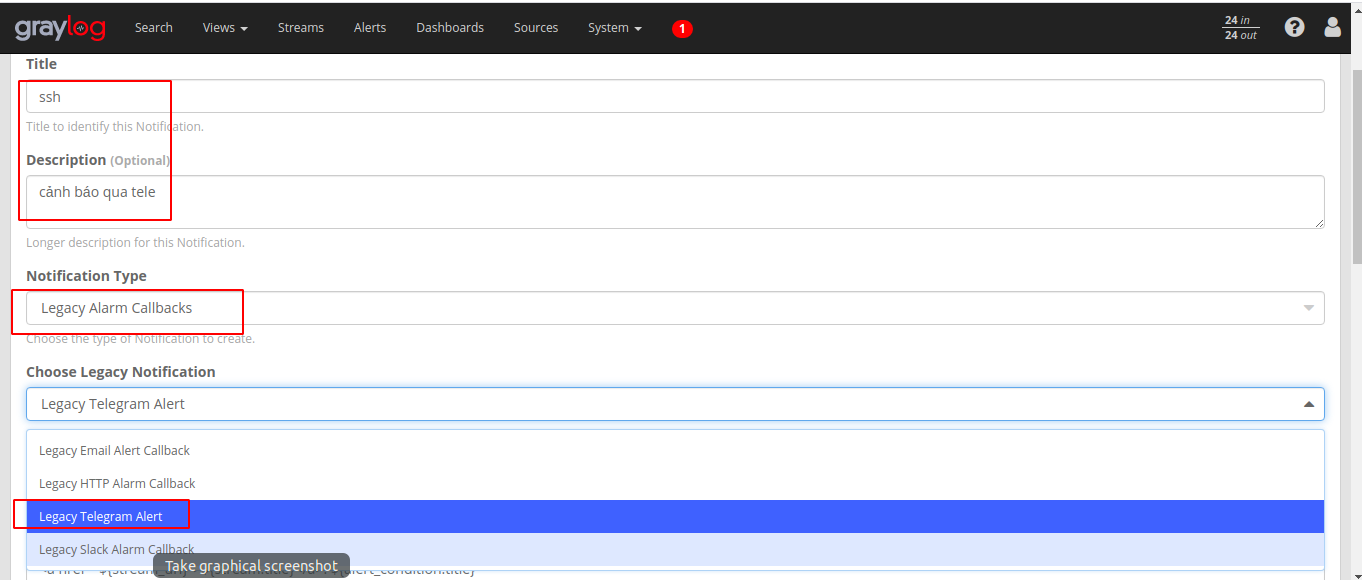 graylog Search Views Streams Alerts Dashboards Sources System 1 24 in
24 out ?
Title
ssh
Title to identify this Notification.
Description (Optional)
cảnh báo qua tele
Longer description for this Notification.
Notification Type
Legacy Alarm Callbacks
Choose the type of Notification to create.
Choose Legacy Notification
Legacy Telegram Alert
Legacy Email Alert Callback
Legacy HTTP Alarm Callback
Legacy Telegram Alert
Legacy Slack Alarm Callback
Take graphical screenshot